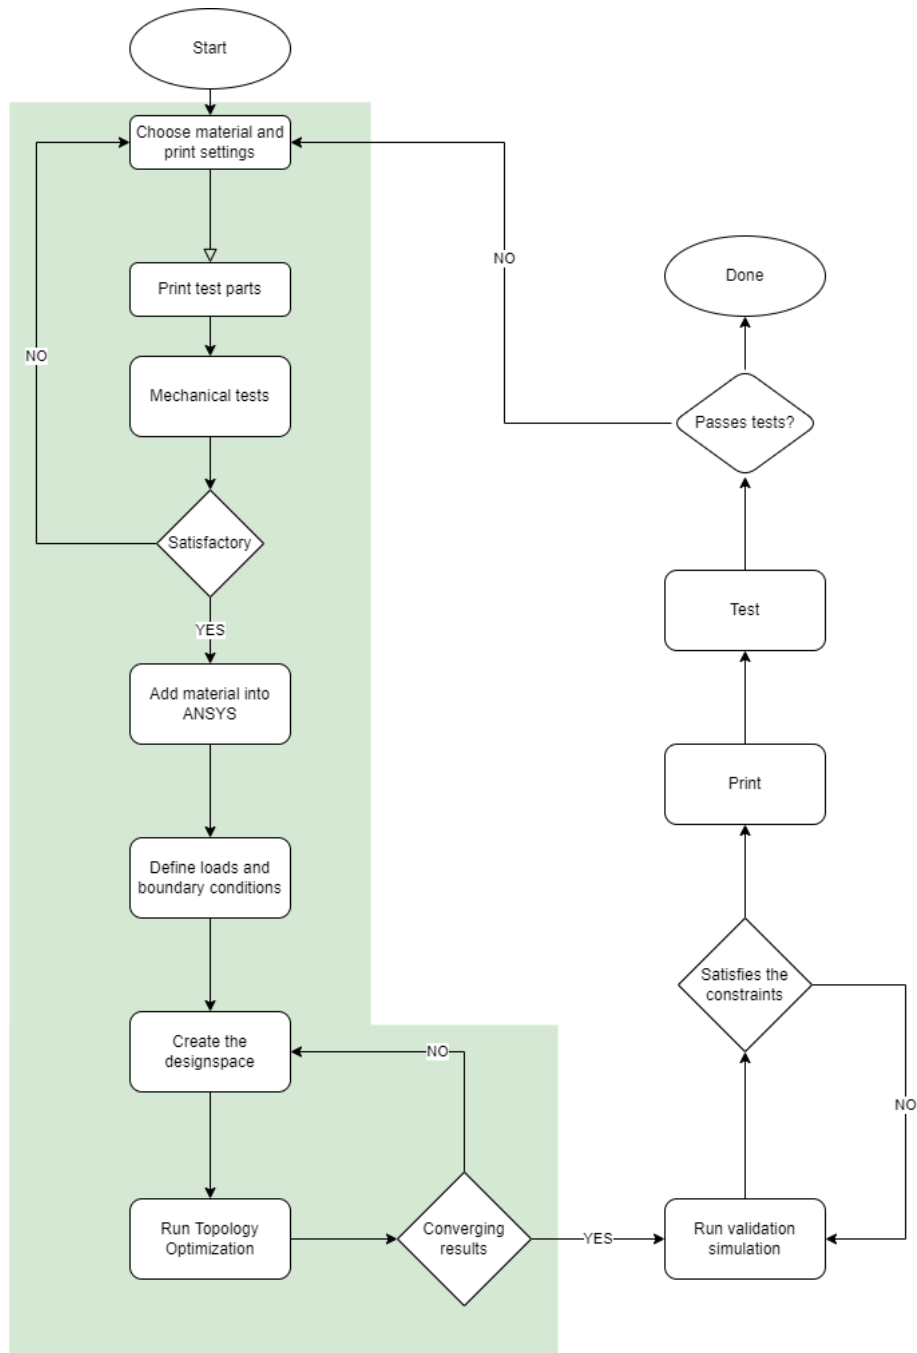 Start
Choose material and
print settings
Print test parts
NO
Mechanical tests
Satisfactory
YES
Add material into
ANSYS
Define loads and
boundary conditions
Create the
designspace
NO
Run Topology
Optimization
Converging
results
YES
Run validation
simulation
NO
Satisfies the
constraints
Print
Test
Passes tests?
NO
Done